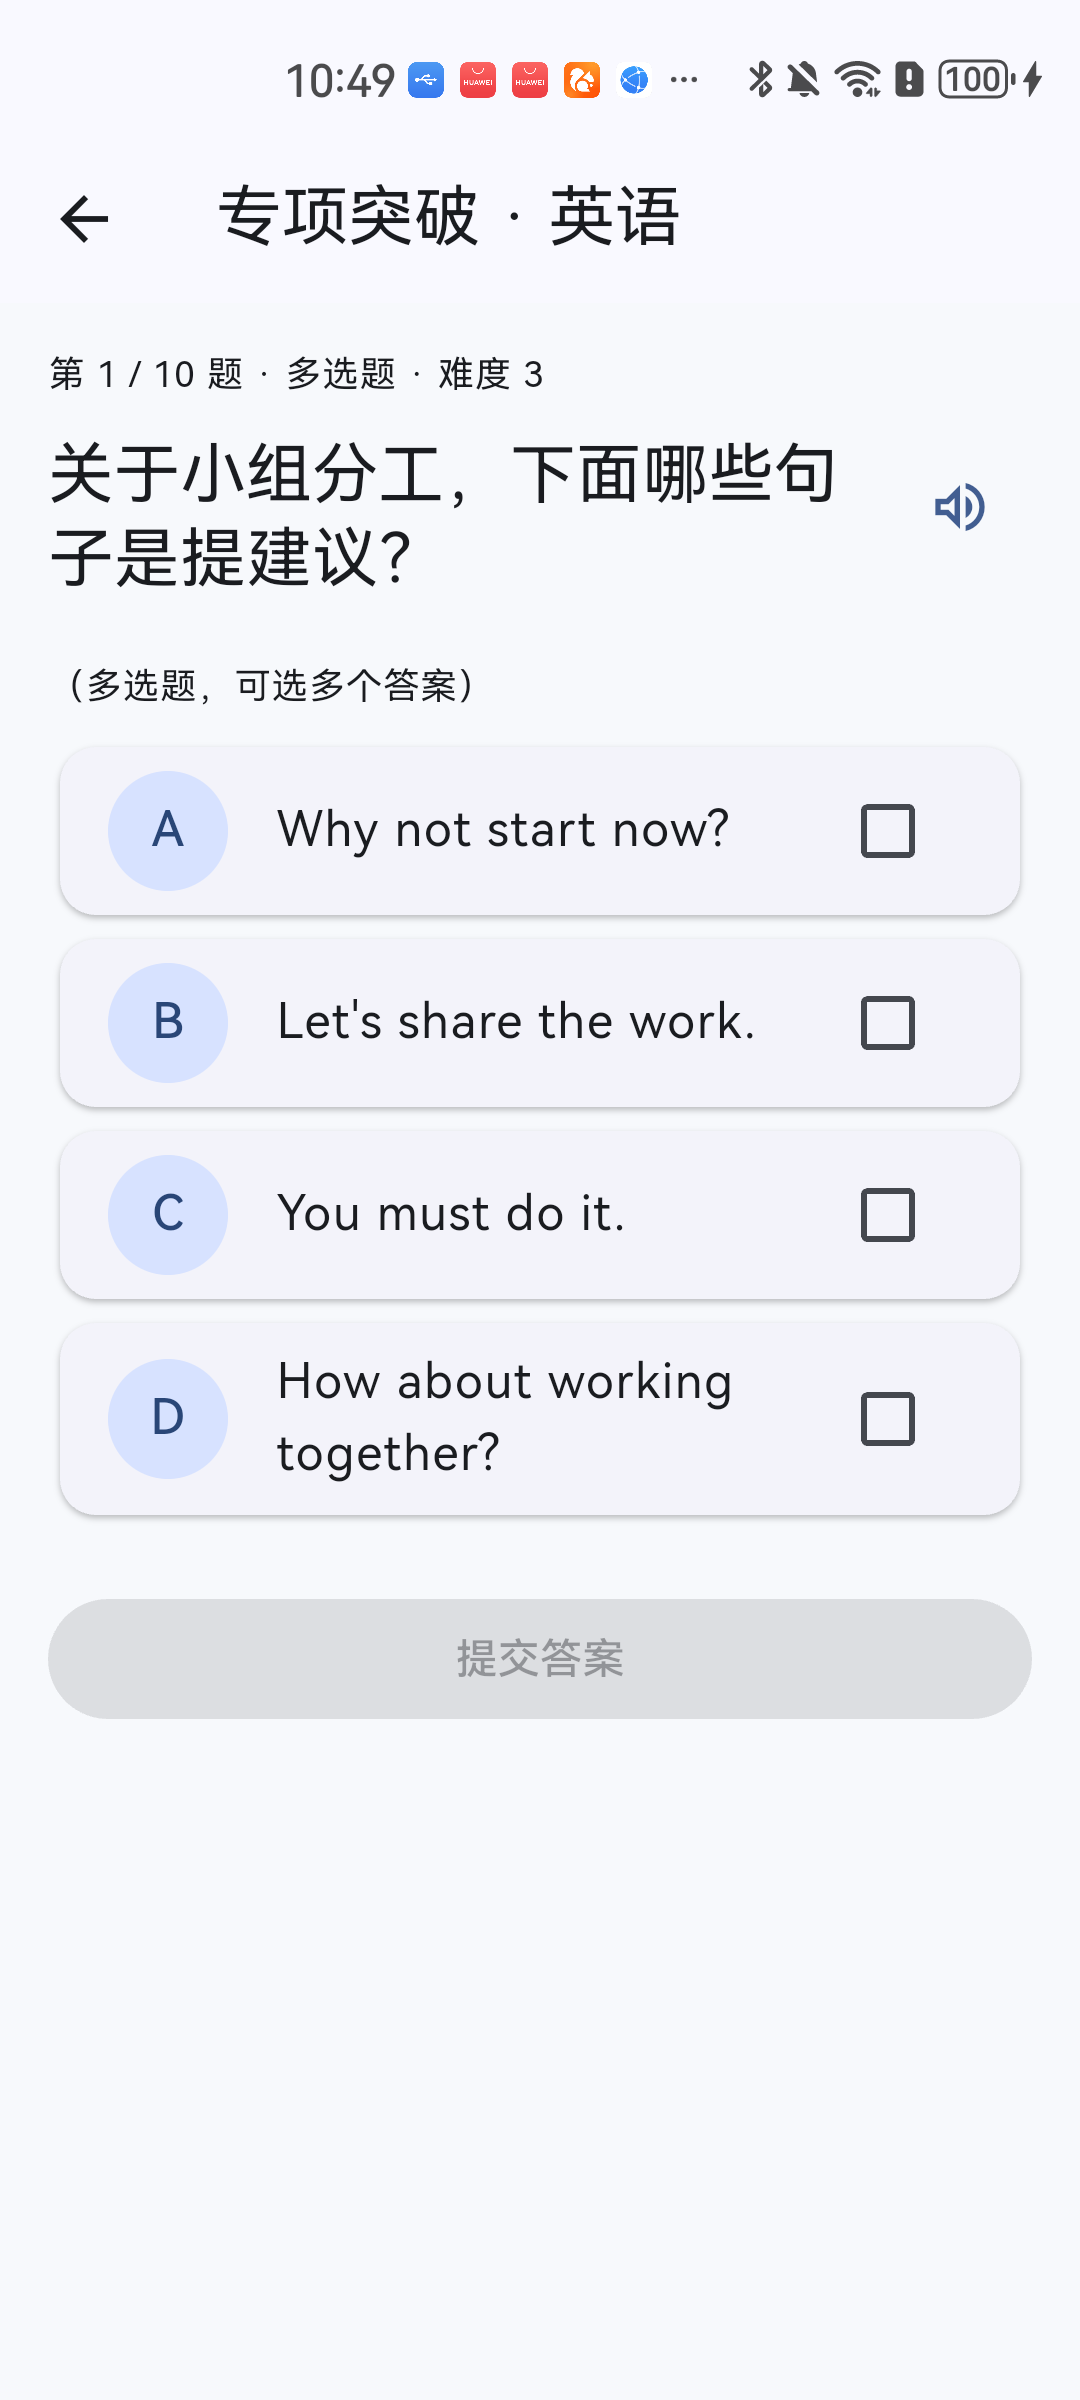 10:49 HUAWEI HUAWEI ··· 100
专项突破 · 英语
第 1 / 10 题 · 多选题 · 难度 3
关于小组分工，下面哪些句
子是提建议？
（多选题，可选多个答案）
A Why not start now?
B Let's share the work.
C You must do it.
D How about working
together?
提交答案